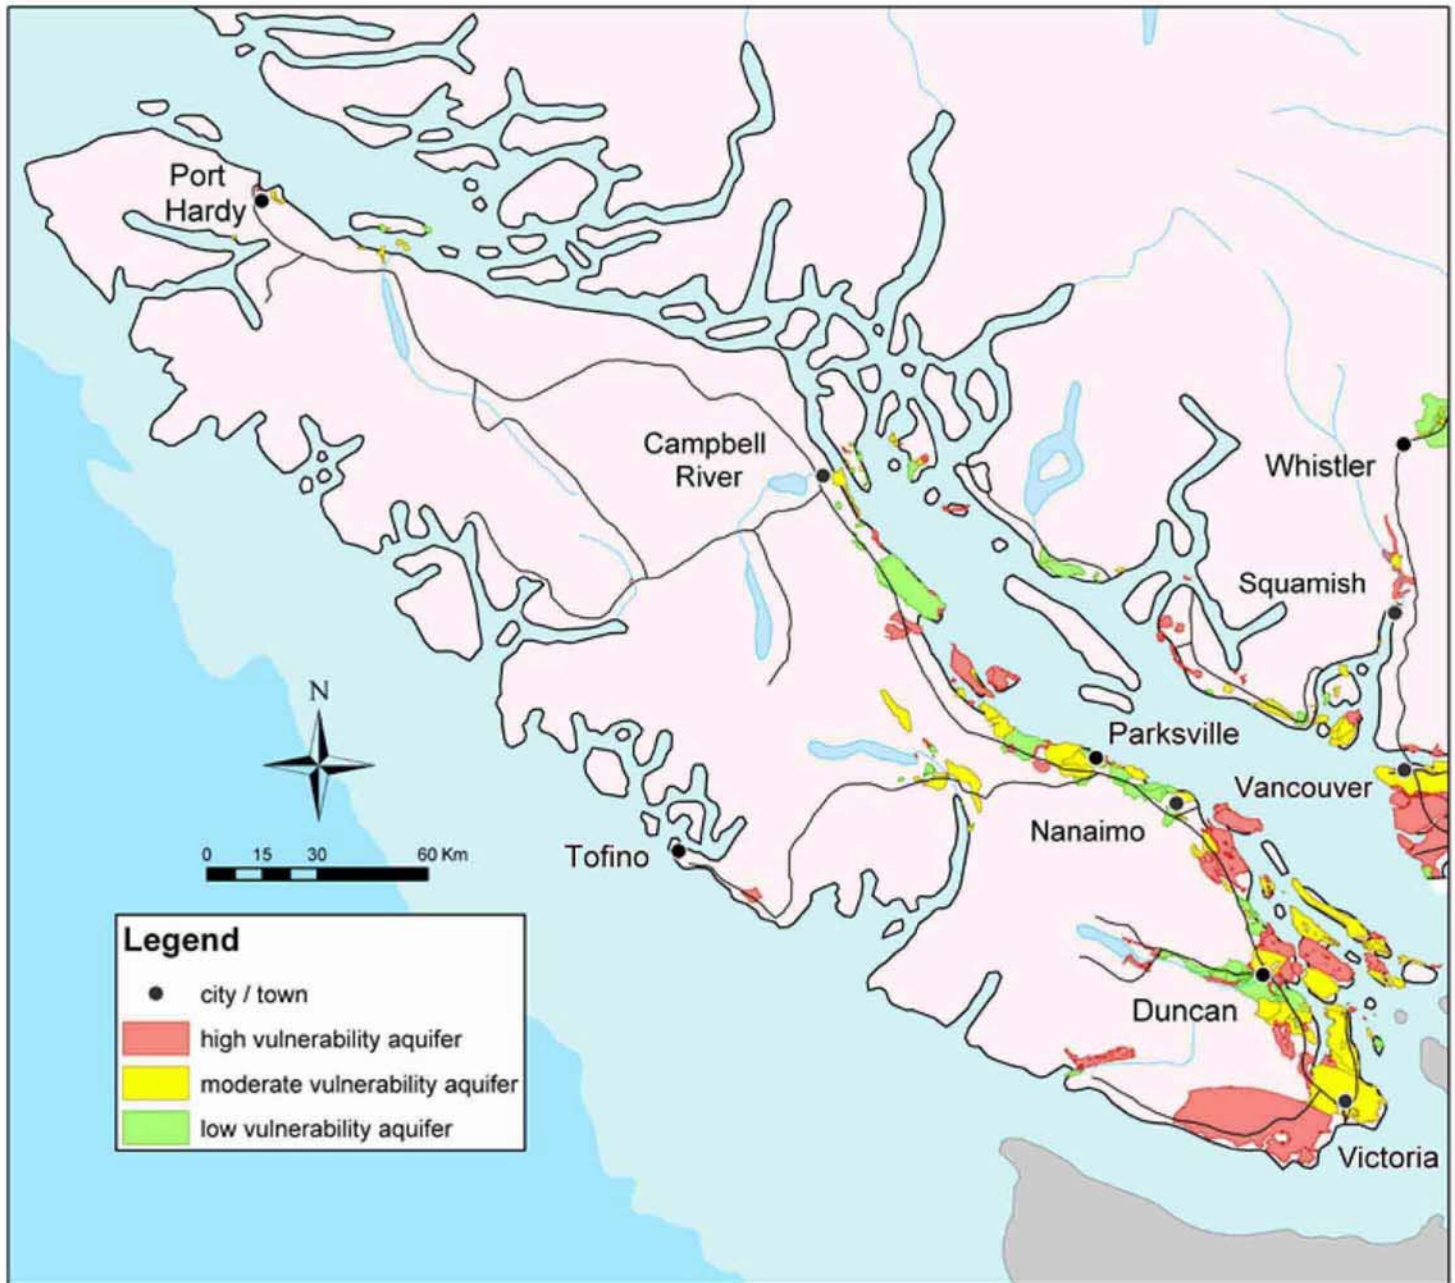 Port
Hardy
Campbell
River
Whistler
Squamish
N
Parksville
Vancouver
Nanaimo
0 15 30 60 Km
Tofino
Legend
city / town
high vulnerability aquifer
moderate vulnerability aquifer
low vulnerability aquifer
Duncan
Victoria